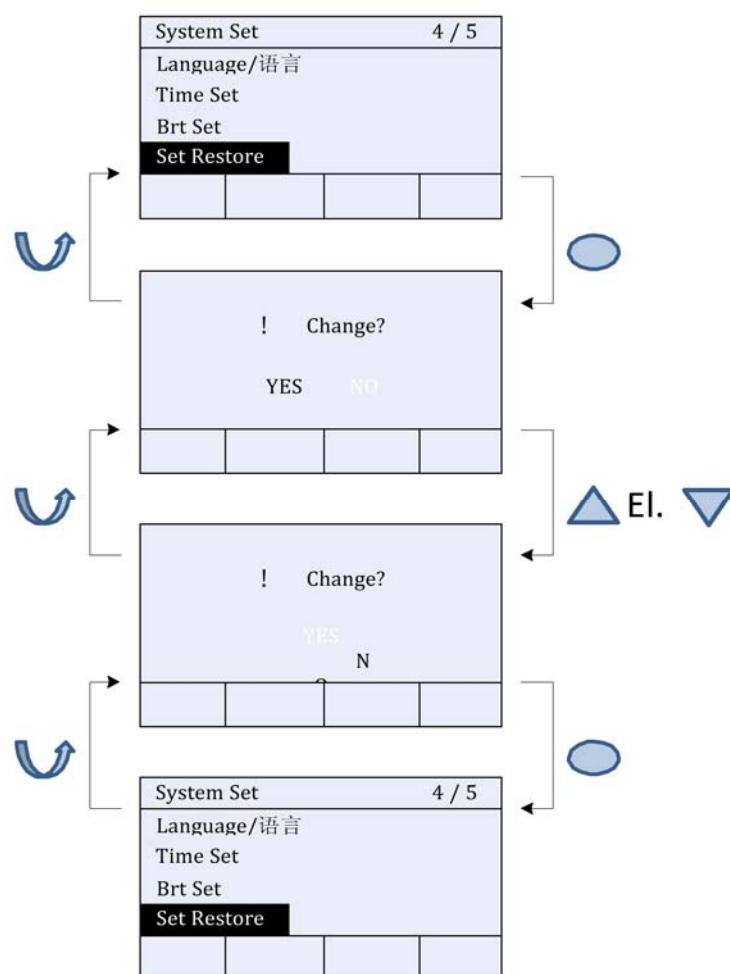 System Set 4 / 5
Language/语言
Time Set
Brt Set
Set Restore
! Change?
YES NO
El.
! Change?
YES
N
System Set 4 / 5
Language/语言
Time Set
Brt Set
Set Restore